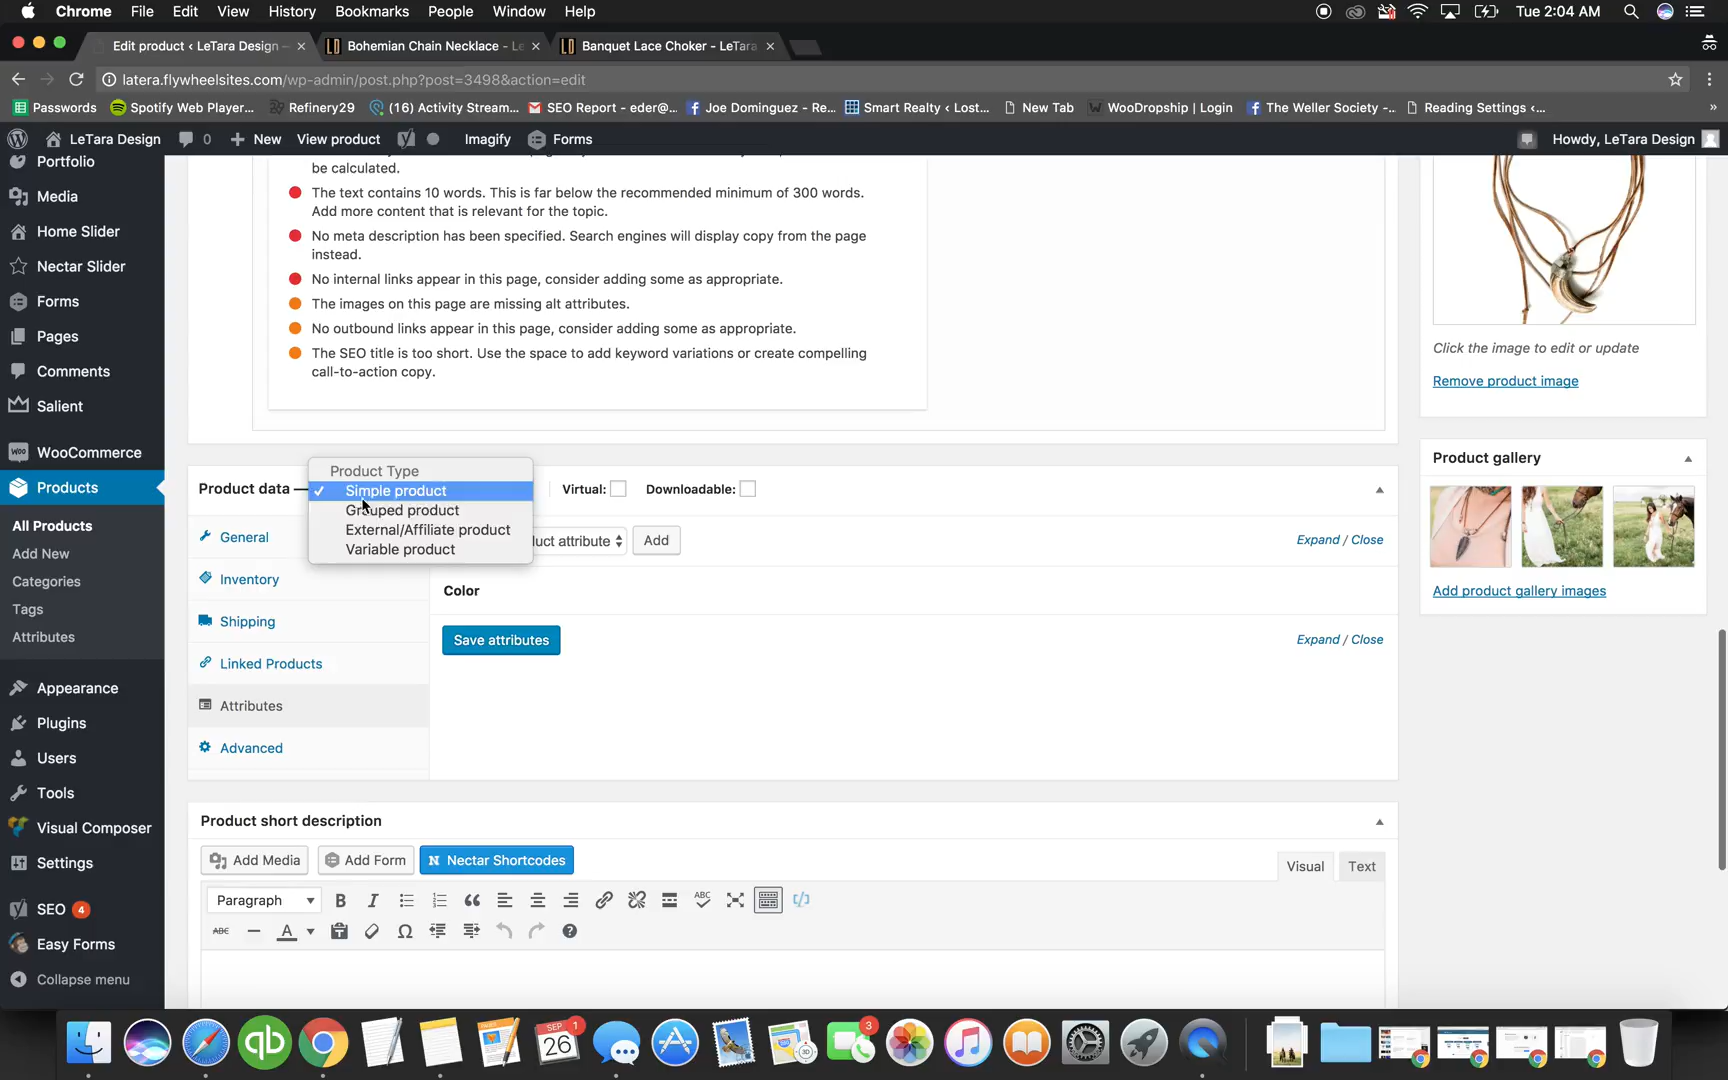 Chrome File Edit View History Bookmarks People Window Help Tue 2:04 AM
Edit product ‹ LeTara Design – Bohemian Chain Necklace - Le Banquet Lace Choker - LeTara
latera.flywheelsites.com/wp-admin/post.php?post=3498&action=edit
Passwords Spotify Web Player... Refinery29 (16) Activity Stream... SEO Report - eder@... Joe Dominguez - Re... Smart Realty ‹ Lost... New Tab WooDropship | Login The Weller Society -... Reading Settings ‹... »
LeTara Design 0 New View product Imagify Forms Howdy, LeTara Design
Portfolio
Media
Home Slider
Nectar Slider
Forms
Pages
Comments
Salient
WooCommerce
Products
All Products
Add New
Categories
Tags
Attributes
Appearance
Plugins
Users
Tools
Visual Composer
Settings
SEO 4
Easy Forms
Collapse menu
be calculated.
The text contains 10 words. This is far below the recommended minimum of 300 words.
Add more content that is relevant for the topic.
No meta description has been specified. Search engines will display copy from the page
instead.
No internal links appear in this page, consider adding some as appropriate.
The images on this page are missing alt attributes.
No outbound links appear in this page, consider adding some as appropriate.
The SEO title is too short. Use the space to add keyword variations or create compelling
call-to-action copy.
Product data —
Product Type
✓ Simple product
Grouped product
External/Affiliate product
Variable product
Virtual: Downloadable:
General
Inventory
Shipping
Linked Products
Attributes
Advanced
duct attribute Add Expand / Close
Color
Save attributes Expand / Close
Product short description
Add Media Add Form N Nectar Shortcodes Visual Text
Paragraph B I ABC
ABC A Ω
Click the image to edit or update
Remove product image
Product gallery
Add product gallery images
qb SEP 26 1 3D 3